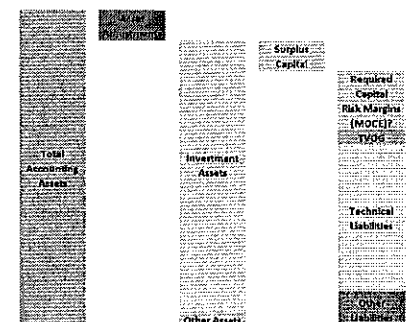 Total
Accounting
Assets
Investment
Assets
Other Assets
Surplus
Capital
Required
Capital
Risk Margins
(MOCE)?
TVOG
Technical
Liabilities
Other
Liabilities